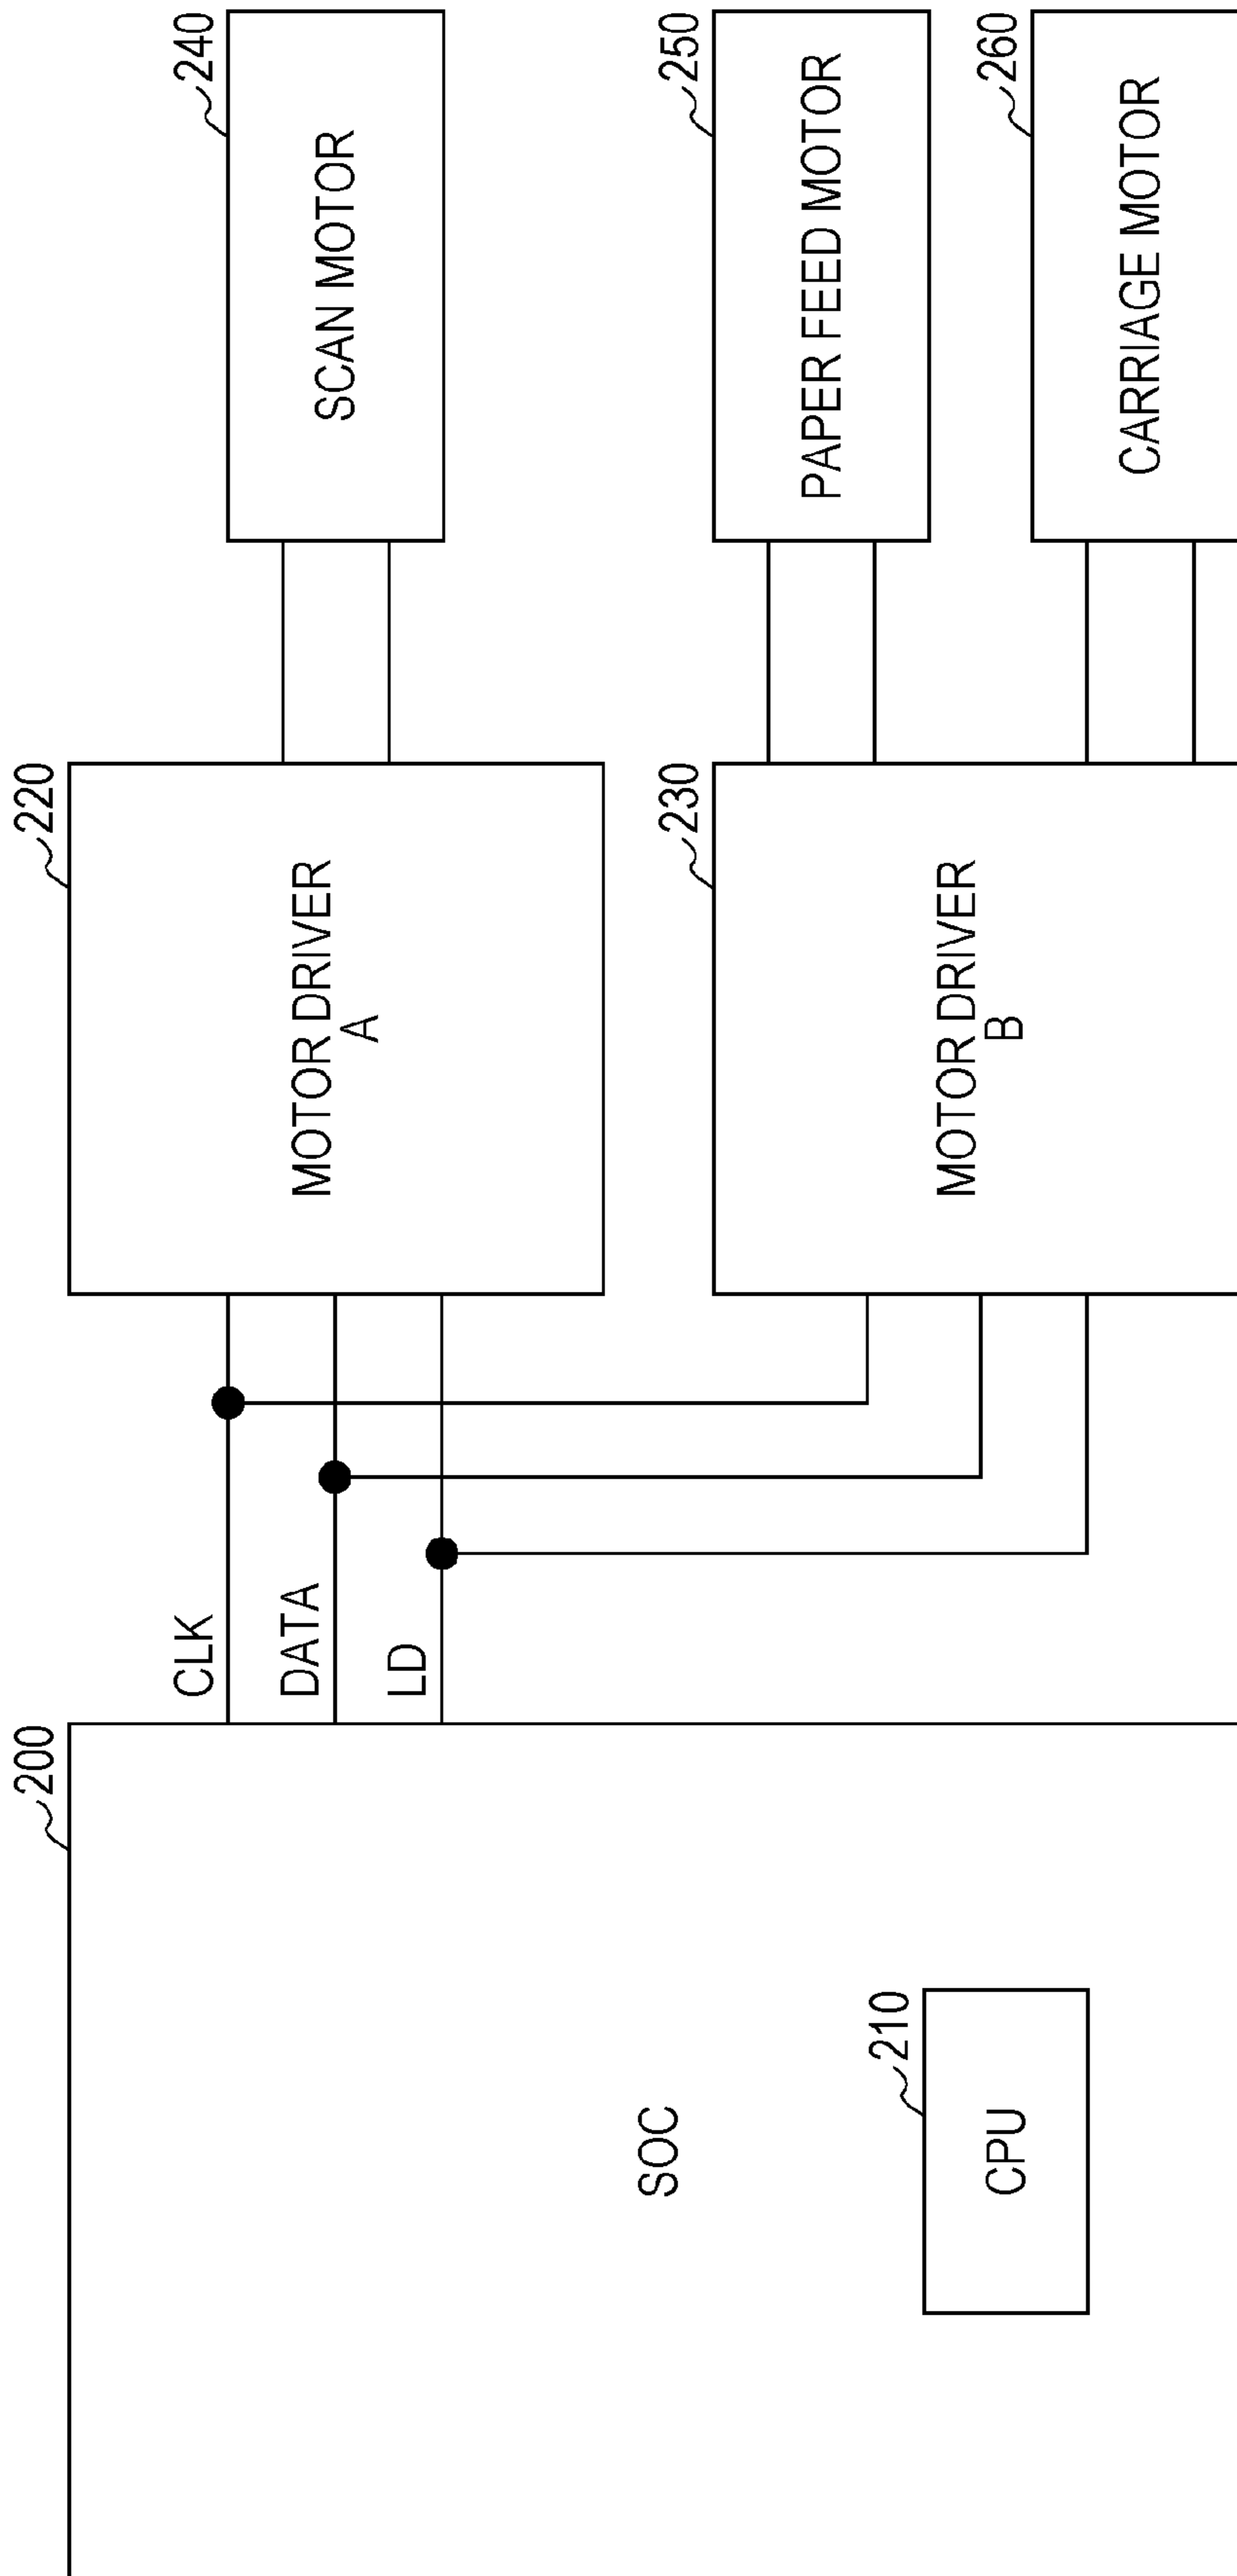 200
SOC
210
CPU
CLK
DATA
LD
220
MOTOR DRIVER
A
230
MOTOR DRIVER
B
240
SCAN MOTOR
250
PAPER FEED MOTOR
260
CARRIAGE MOTOR